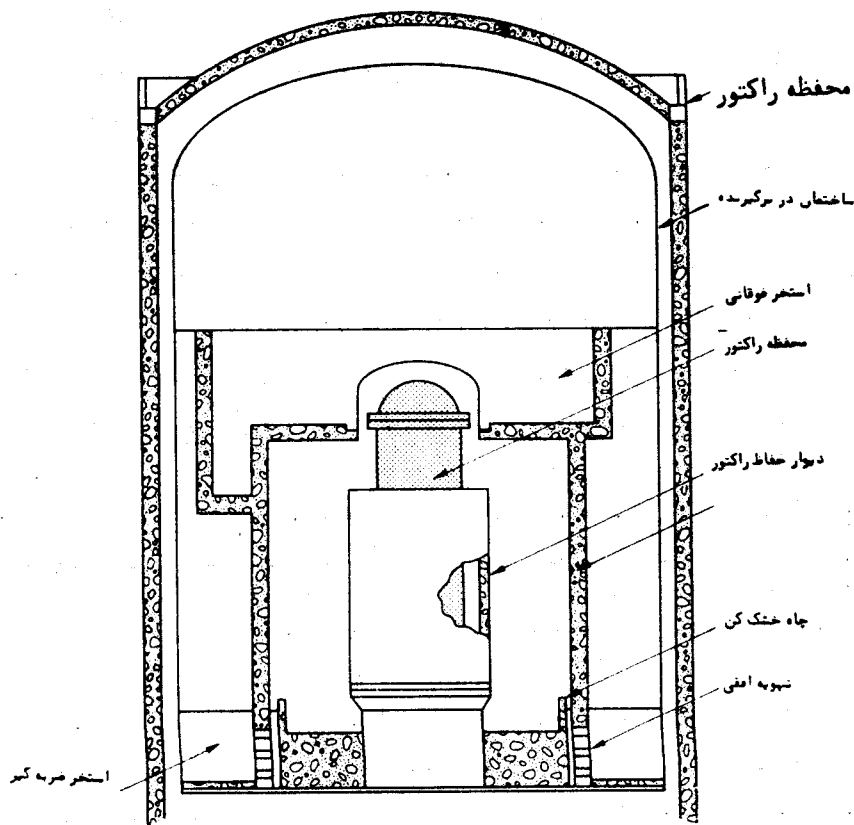 محفظه راکتور
ساختمان در برگیرنده
استخر فوقانی
محفظه راکتور
دیوار حفاظ راکتور
چاه خشک کن
تهویه افقی
استخر ضربه گیر